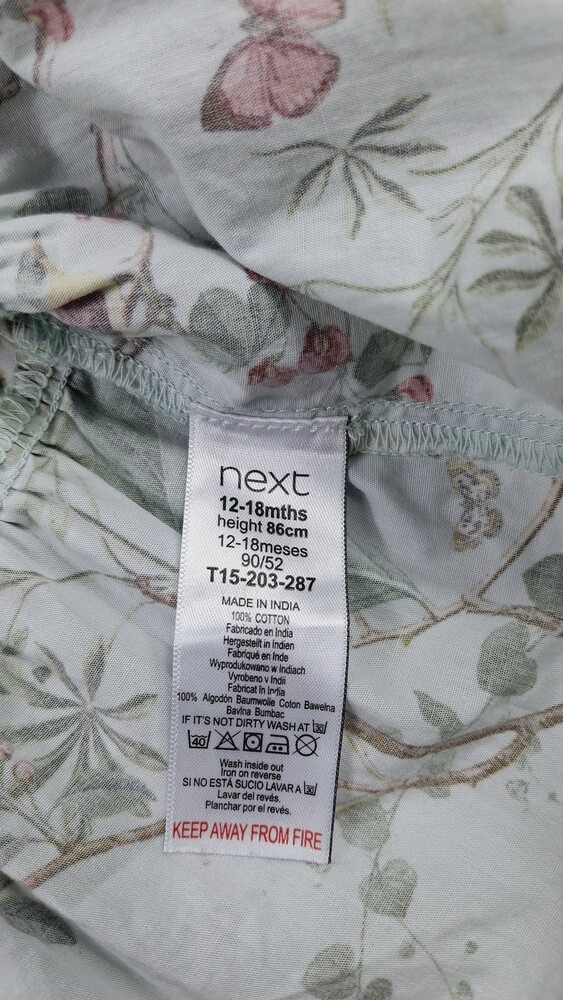 next
12-18mths
height 86cm
12-18meses
90/52
T15-203-287
MADE IN INDIA
100% COTTON
Fabricado en India
Hergestellt in Indien
Fabriqué en Inde
Wyprodukowano w Indiach
Vyrobeno v Indii
Fabricat în India
100% Algodón Baumwolle Coton Bawełna
Bavlna Bumbac
IF IT'S NOT DIRTY WASH AT 30
40
Wash inside out
Iron on reverse
SI NO ESTÁ SUCIO LAVAR A 30
Lavar del revés.
Planchar por el revés.
KEEP AWAY FROM FIRE